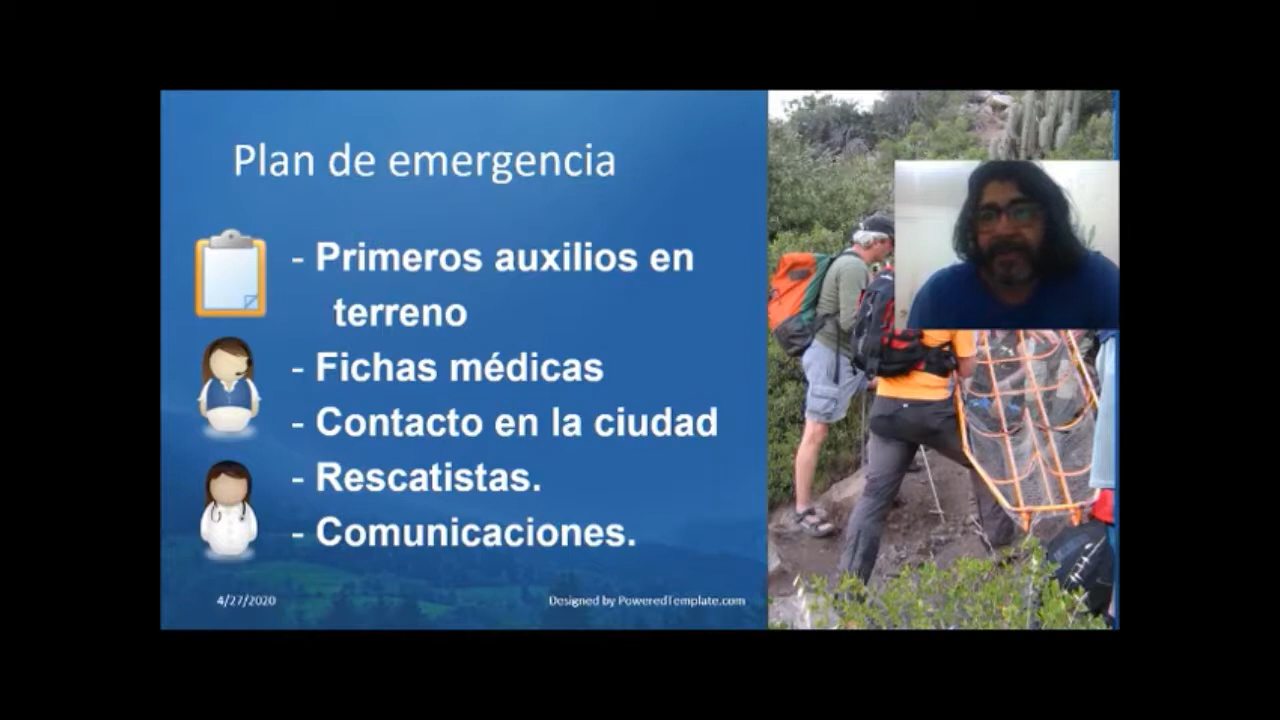 Plan de emergencia
- Primeros auxilios en
terreno
- Fichas médicas
- Contacto en la ciudad
- Rescatistas.
- Comunicaciones.
4/27/2020
Designed by PoweredTemplate.com